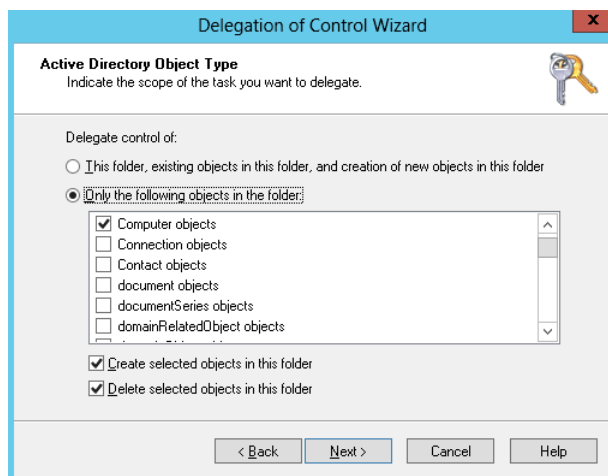 Delegation of Control Wizard
x
Active Directory Object Type
Indicate the scope of the task you want to delegate.
Delegate control of:
This folder, existing objects in this folder, and creation of new objects in this folder
Only the following objects in the folder:
Computer objects
Connection objects
Contact objects
document objects
documentSeries objects
domainRelatedObject objects
Create selected objects in this folder
Delete selected objects in this folder
< Back Next > Cancel Help